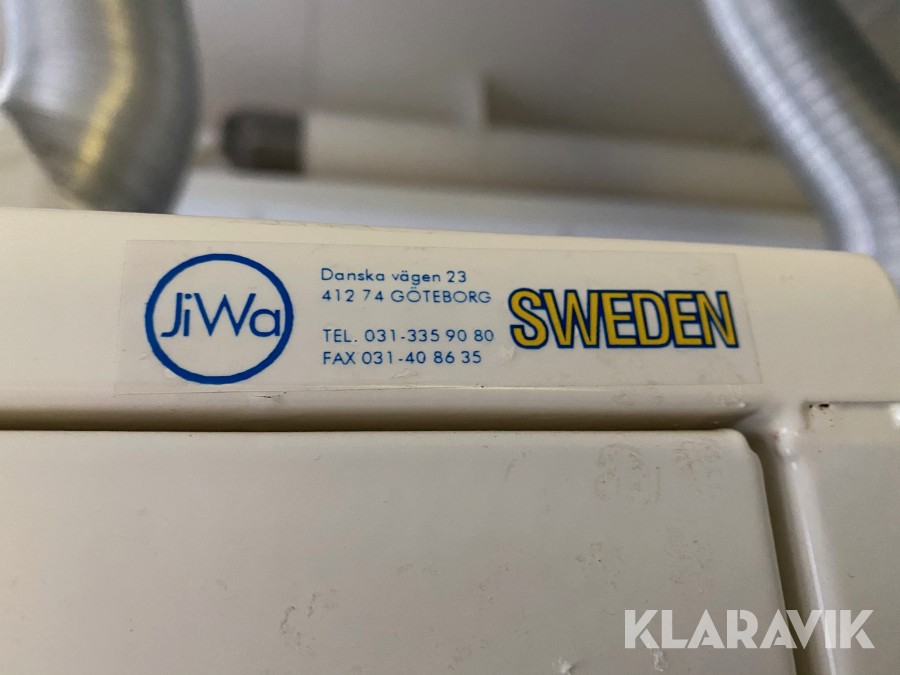 JiWa
Danska vägen 23
412 74 GÖTEBORG
TEL. 031-335 90 80
FAX 031-40 86 35
SWEDEN
KLARAVIK